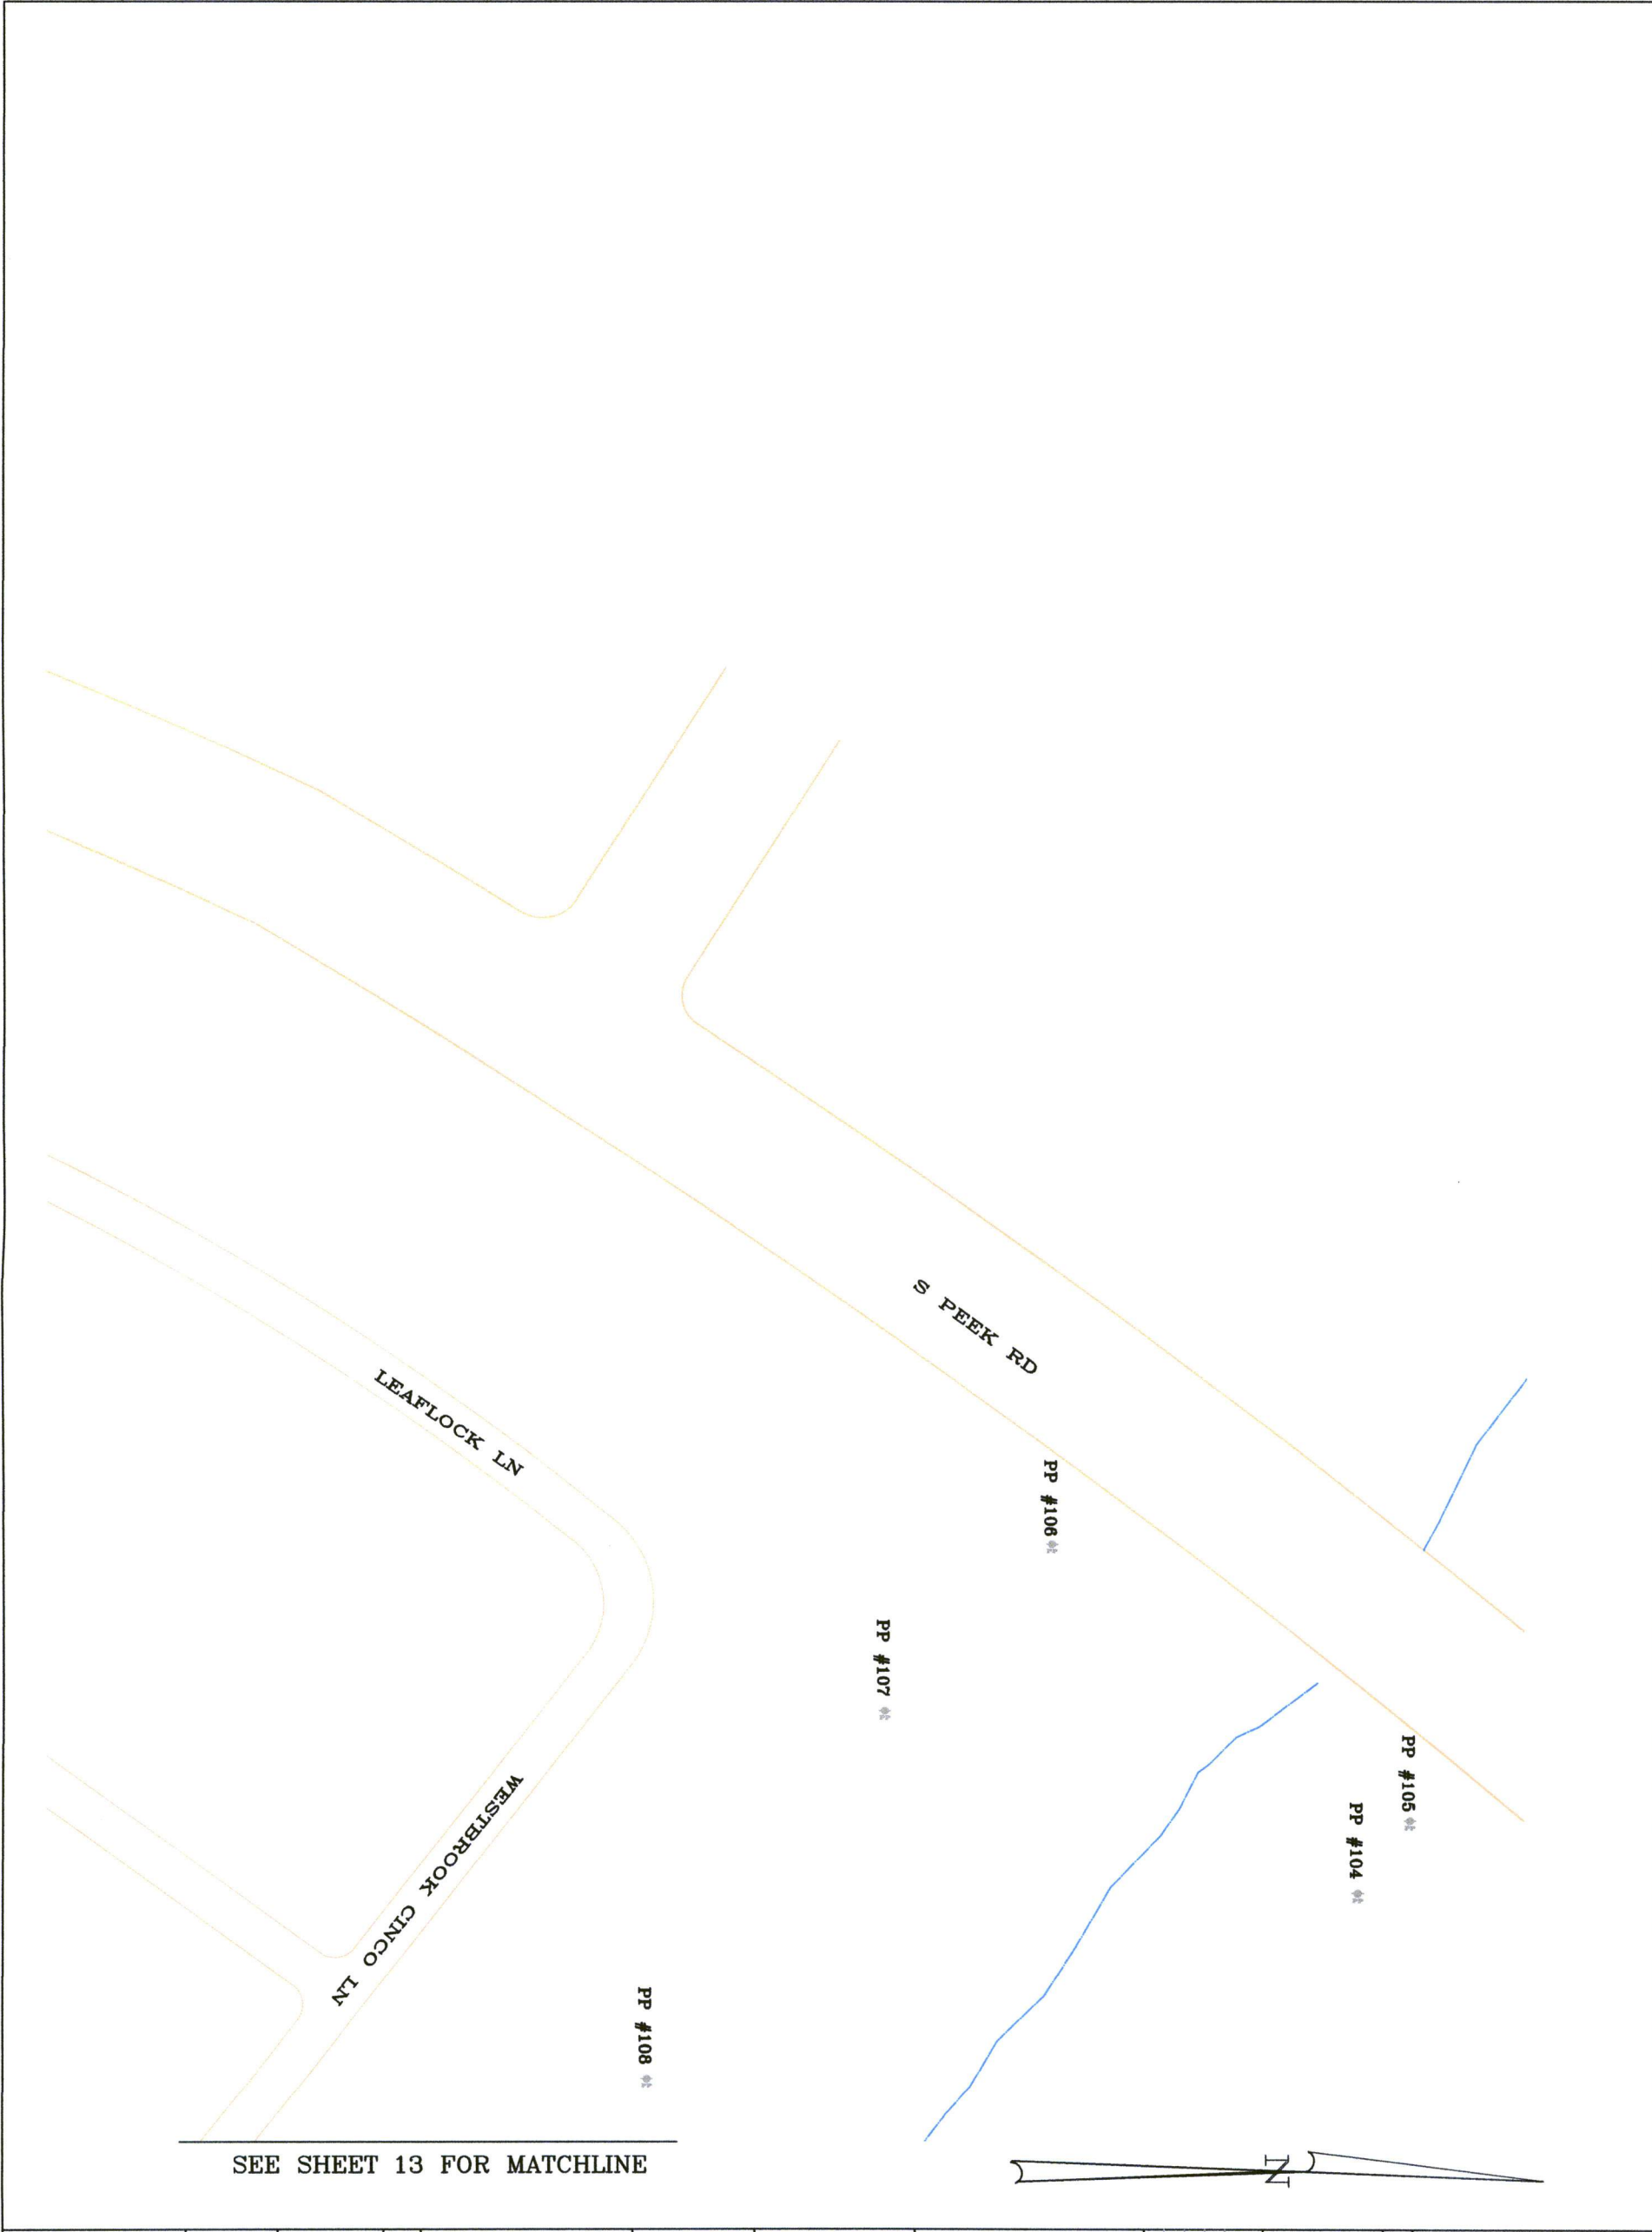 S PEEK RD
LEAFLOCK LN
PP #106
PP #107
PP #105
WESTBROOK CINCO LN
PP #104
PP #108
SEE SHEET 13 FOR MATCHLINE
N